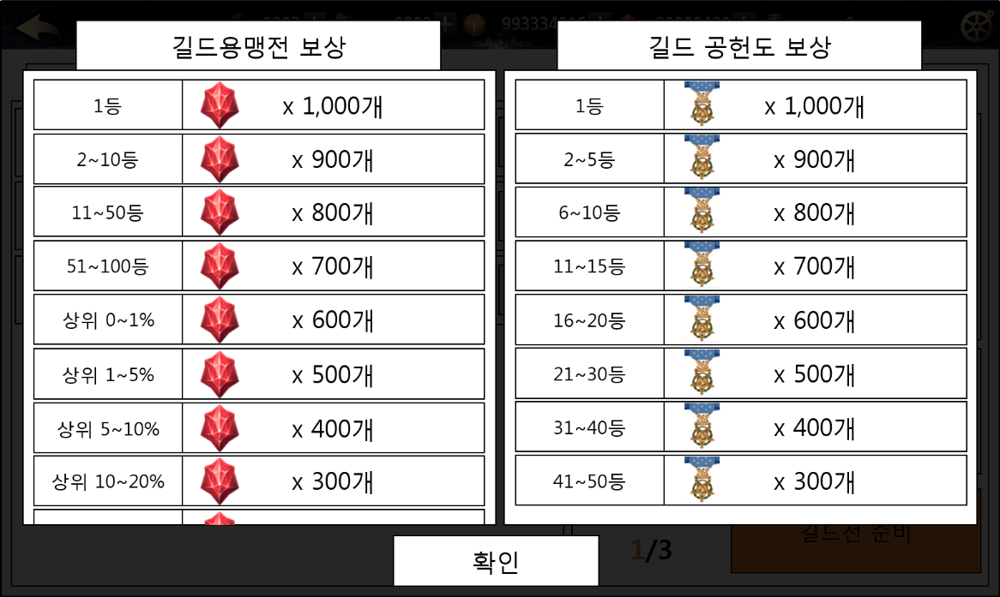 길드용맹전 보상
1등 x 1,000개
2~10등 x 900개
11~50등 x 800개
51~100등 x 700개
상위 0~1% x 600개
상위 1~5% x 500개
상위 5~10% x 400개
상위 10~20% x 300개
길드 공헌도 보상
1등 x 1,000개
2~5등 x 900개
6~10등 x 800개
11~15등 x 700개
16~20등 x 600개
21~30등 x 500개
31~40등 x 400개
41~50등 x 300개
1/3
길드전 준비
확인